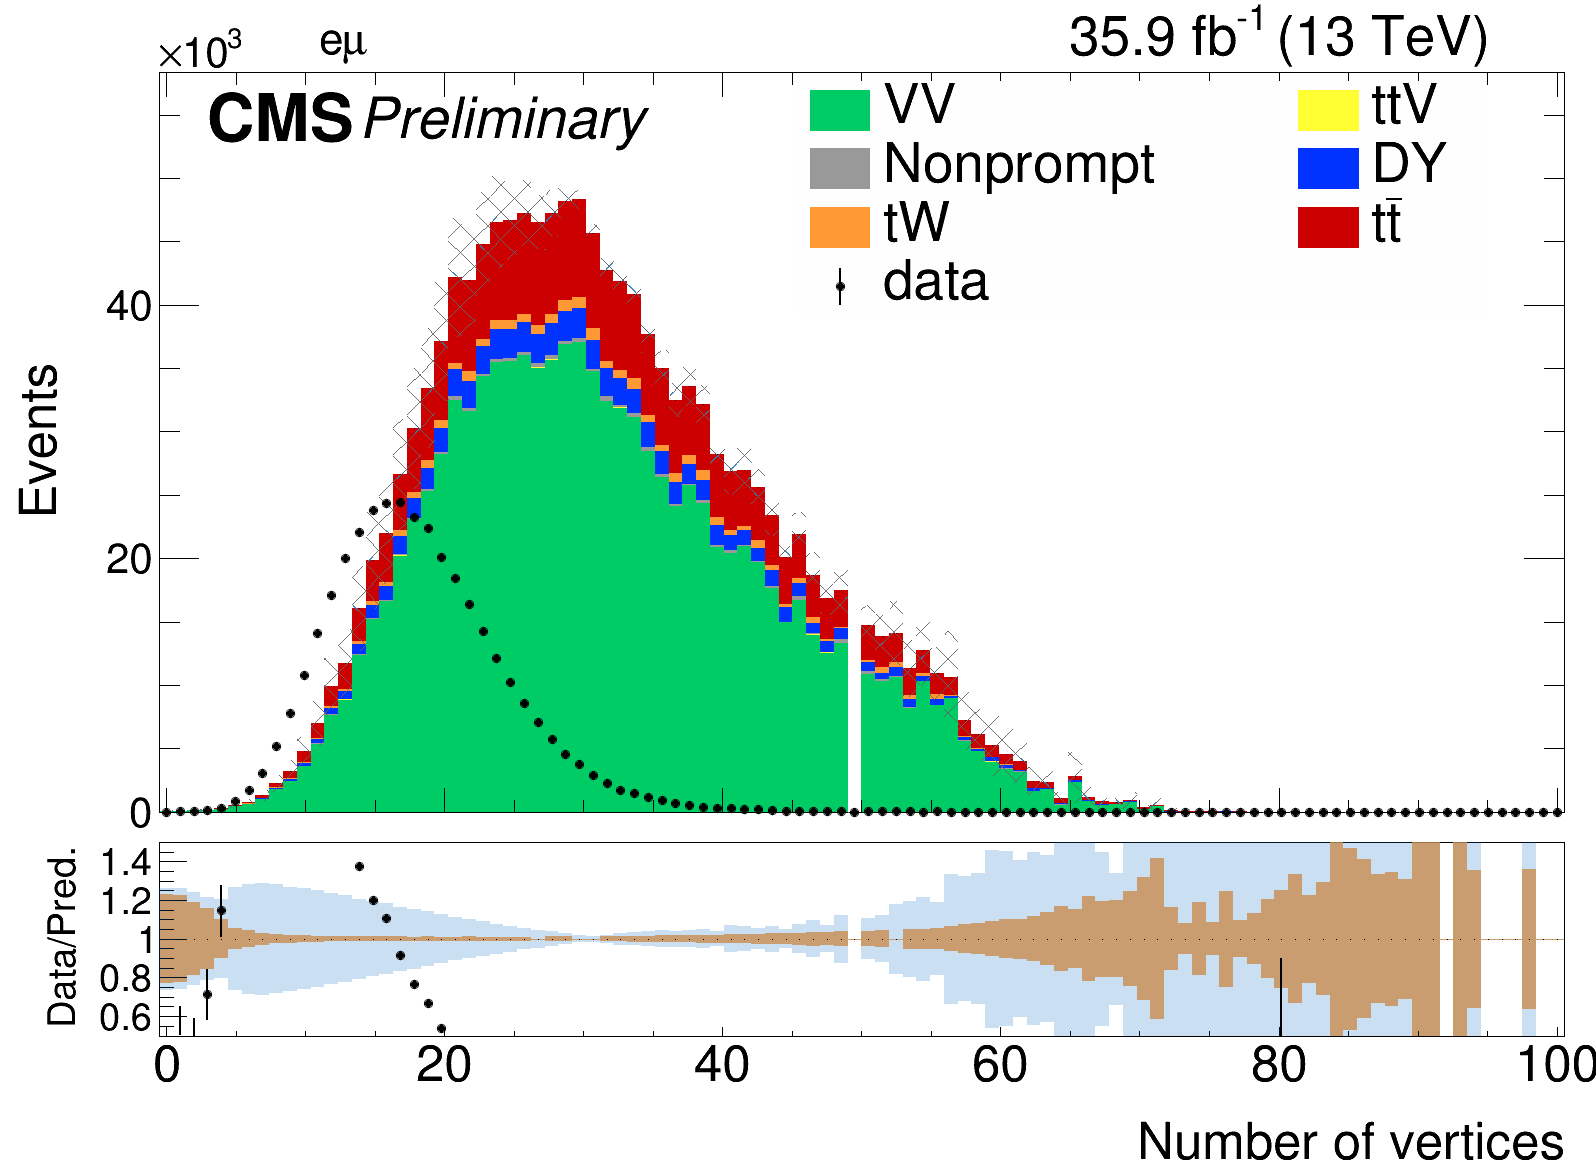 ×10³ eμ 35.9 fb⁻¹ (13 TeV)
CMS Preliminary
VV ttV
Nonprompt DY
tW tt̄
data
Events
40
20
0
Data/Pred.
1.4
1.2
1
0.8
0.6
0 20 40 60 80 100
Number of vertices